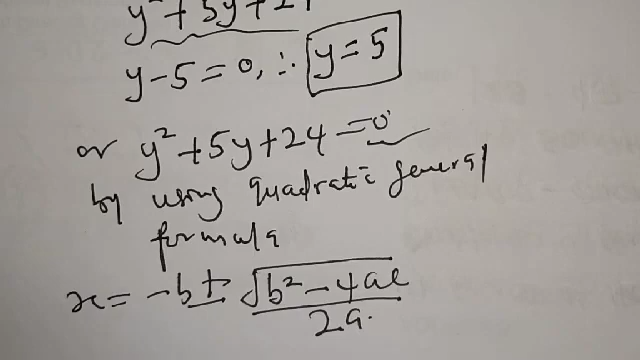 y² + 5y + 24
y - 5 = 0, ∴ y = 5
or y² + 5y + 24 = 0
by using quadratic general
formula
x = -b ± √b² - 4ac
2a.